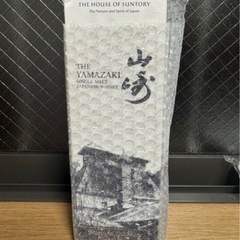 THE HOUSE OF SUNTORY
The Nature and Spirit of Japan
山崎
THE
YAMAZAKI
SINGLE MALT
JAPANESE WHISKY